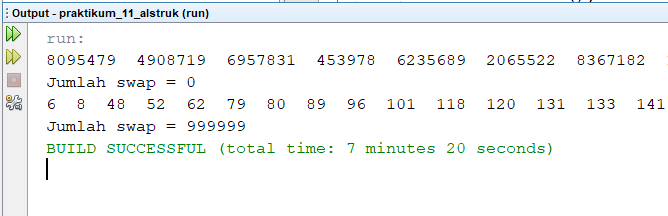 Output - praktikum_11_alstruk (run)
run:
8095479 4908719 6957831 453978 6235689 2065522 8367182
Jumlah swap = 0
6 8 48 52 62 79 80 89 96 101 118 120 131 133 141
Jumlah swap = 999999
BUILD SUCCESSFUL (total time: 7 minutes 20 seconds)